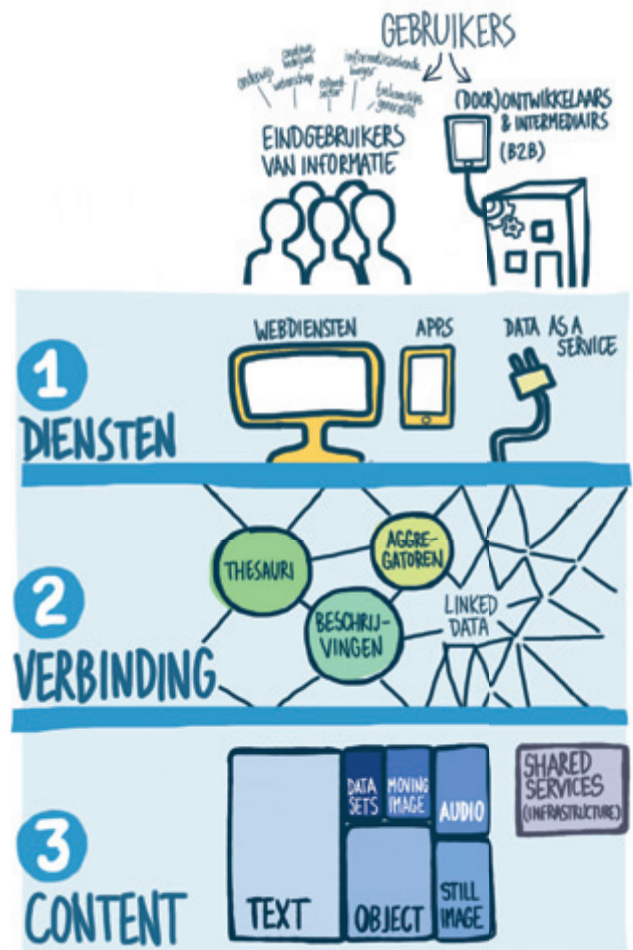 GEBRUIKERS
onderwijs
wetenschap
EINDGEBRUIKERS
VAN INFORMATIE
(DOOR)ONTWIKKELAARS
& INTERMEDIAIRS
(B2B)
1
DIENSTEN
WEBDIENSTEN
APPS
DATA AS A
SERVICE
2
VERBINDING
THESAURI
AGGRE-
GATOREN
BESCHRIJ-
VINGEN
LINKED
DATA
3
CONTENT
TEXT
DATA
SETS
MOVING
IMAGE
AUDIO
OBJECT
STILL
IMAGE
SHARED
SERVICES
(INFRASTRUCTURE)